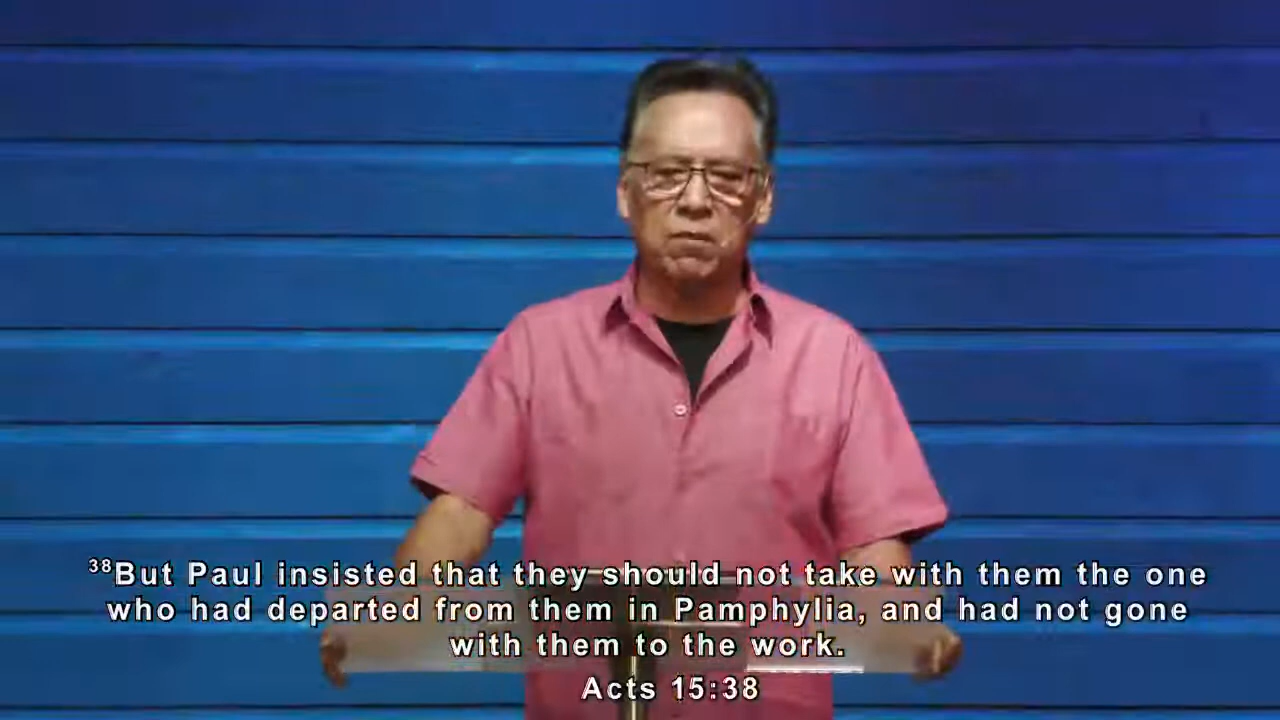 ³⁸But Paul insisted that they should not take with them the one
who had departed from them in Pamphylia, and had not gone
with them to the work.
Acts 15:38